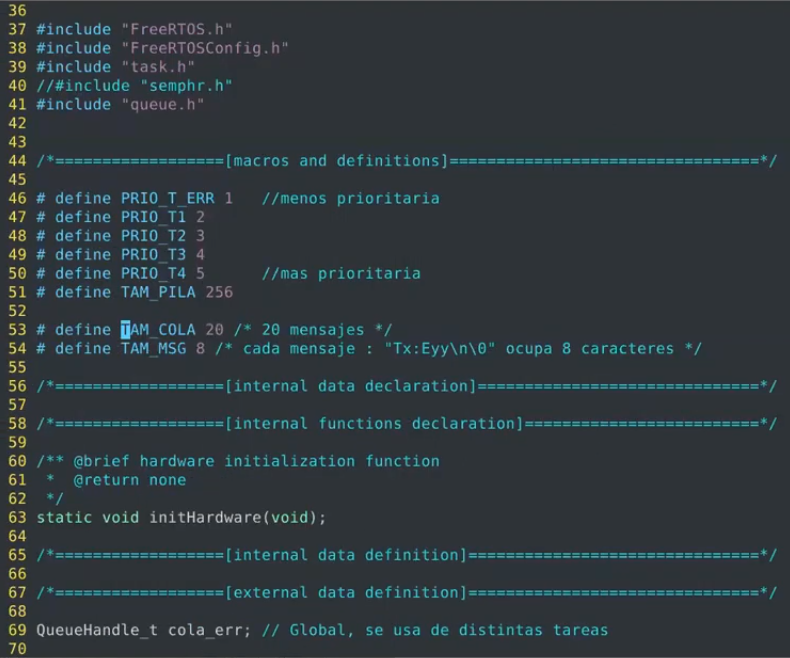 36
37 #include "FreeRTOS.h"
38 #include "FreeRTOSConfig.h"
39 #include "task.h"
40 //#include "semphr.h"
41 #include "queue.h"
42
43
44 /*==================[macros and definitions]=================================*/
45
46 # define PRIO_T_ERR 1   //menos prioritaria
47 # define PRIO_T1 2
48 # define PRIO_T2 3
49 # define PRIO_T3 4
50 # define PRIO_T4 5      //mas prioritaria
51 # define TAM_PILA 256
52
53 # define TAM_COLA 20 /* 20 mensajes */
54 # define TAM_MSG 8 /* cada mensaje : "Tx:Eyy\n\0" ocupa 8 caracteres */
55
56 /*==================[internal data declaration]==============================*/
57
58 /*==================[internal functions declaration]=========================*/
59
60 /** @brief hardware initialization function
61  *  @return none
62  */
63 static void initHardware(void);
64
65 /*==================[internal data definition]===============================*/
66
67 /*==================[external data definition]===============================*/
68
69 QueueHandle_t cola_err; // Global, se usa de distintas tareas
70